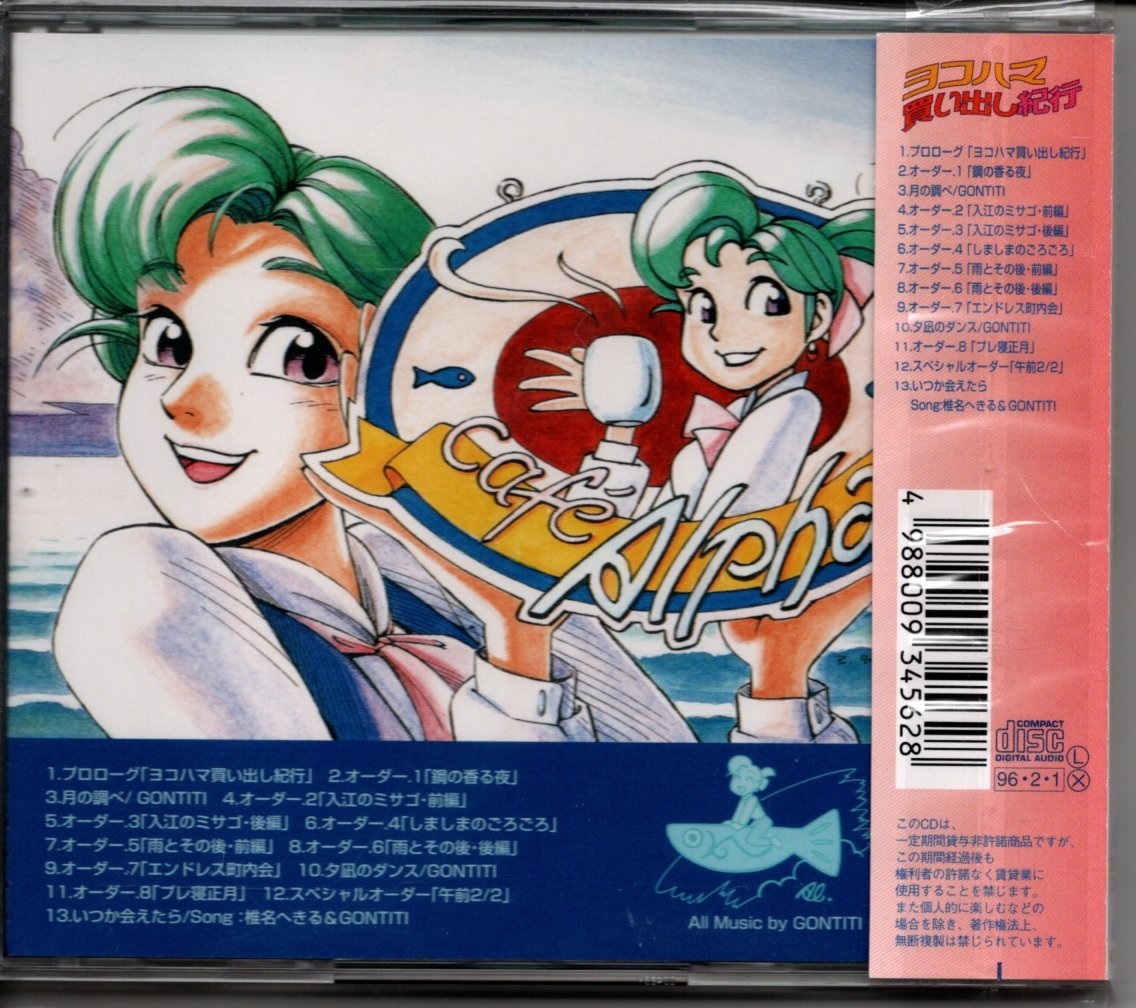 cafe Alpha
1.プロローグ「ヨコハマ買い出し紀行」 2.オーダー.1「鋼の香る夜」
3.月の調べ/GONTITI 4.オーダー.2「入江のミサゴ・前編」
5.オーダー.3「入江のミサゴ・後編」 6.オーダー.4「しましまのごろごろ」
7.オーダー.5「雨とその後・前編」 8.オーダー.6「雨とその後・後編」
9.オーダー.7「エンドレス町内会」 10.夕凪のダンス/GONTITI
11.オーダー.8「プレ寝正月」 12.スペシャルオーダー「午前2/2」
13.いつか会えたら/Song:椎名へきる&GONTITI
All Music by GONTITI
ヨコハマ
買い出し紀行
1.プロローグ「ヨコハマ買い出し紀行」
2.オーダー.1「鋼の香る夜」
3.月の調べ/GONTITI
4.オーダー.2「入江のミサゴ・前編」
5.オーダー.3「入江のミサゴ・後編」
6.オーダー.4「しましまのごろごろ」
7.オーダー.5「雨とその後・前編」
8.オーダー.6「雨とその後・後編」
9.オーダー.7「エンドレス町内会」
10.夕凪のダンス/GONTITI
11.オーダー.8「プレ寝正月」
12.スペシャルオーダー「午前2/2」
13.いつか会えたら
Song:椎名へきる&GONTITI
4 988009 345628
COMPACT
disc
DIGITAL AUDIO
L
96・2・1
X
このCDは、
一定期間貸与非許諾商品ですが、
この期間経過後も
権利者の許諾なく賃貸業に
使用することを禁じます。
また個人的に楽しむなどの
場合を除き、著作権法上、
無断複製は禁じられています。